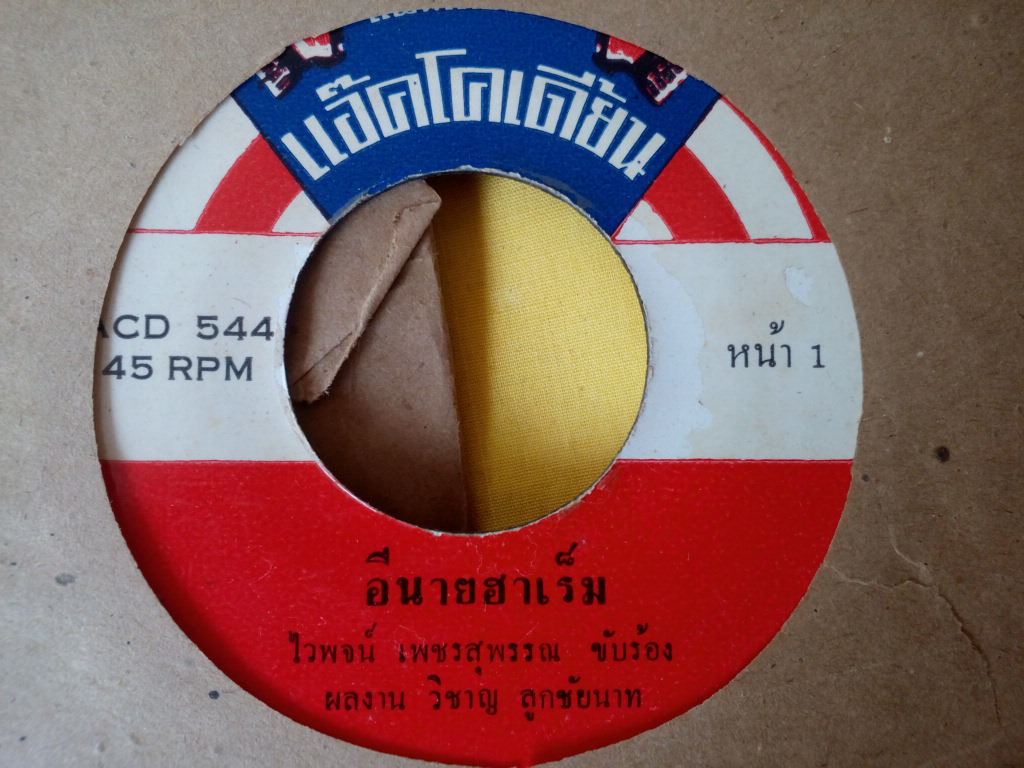 แอ๊คโคเดียน
ACD 544
45 RPM
หน้า 1
อีนายฮาเร็ม
ไวพจน์ เพชรสุพรรณ ขับร้อง
ผลงาน วิชาญ ลูกชัยนาท